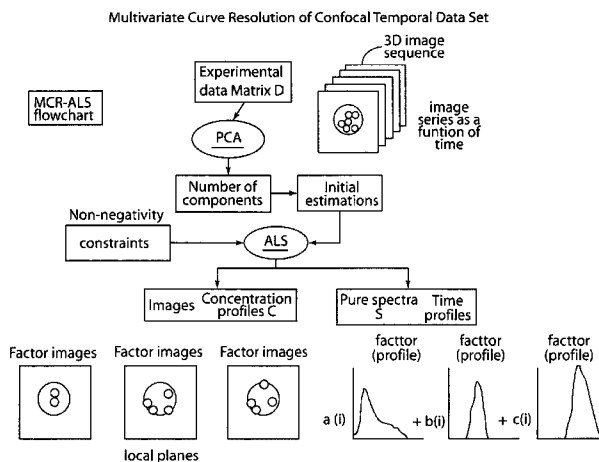 Multivariate Curve Resolution of Confocal Temporal Data Set
3D image
sequence
Experimental
data Matrix D
MCR-ALS
flowchart
image
series as a
funtion of
time
PCA
Number of
components
Initial
estimations
Non-negativity
constraints
ALS
Images Concentration
profiles C
Pure spectra Time
S profiles
Factor images
Factor images
Factor images
local planes
facttor
(profile)
facttor
(profile)
facttor
(profile)
a (i)
+ b(i)
+ c(i)